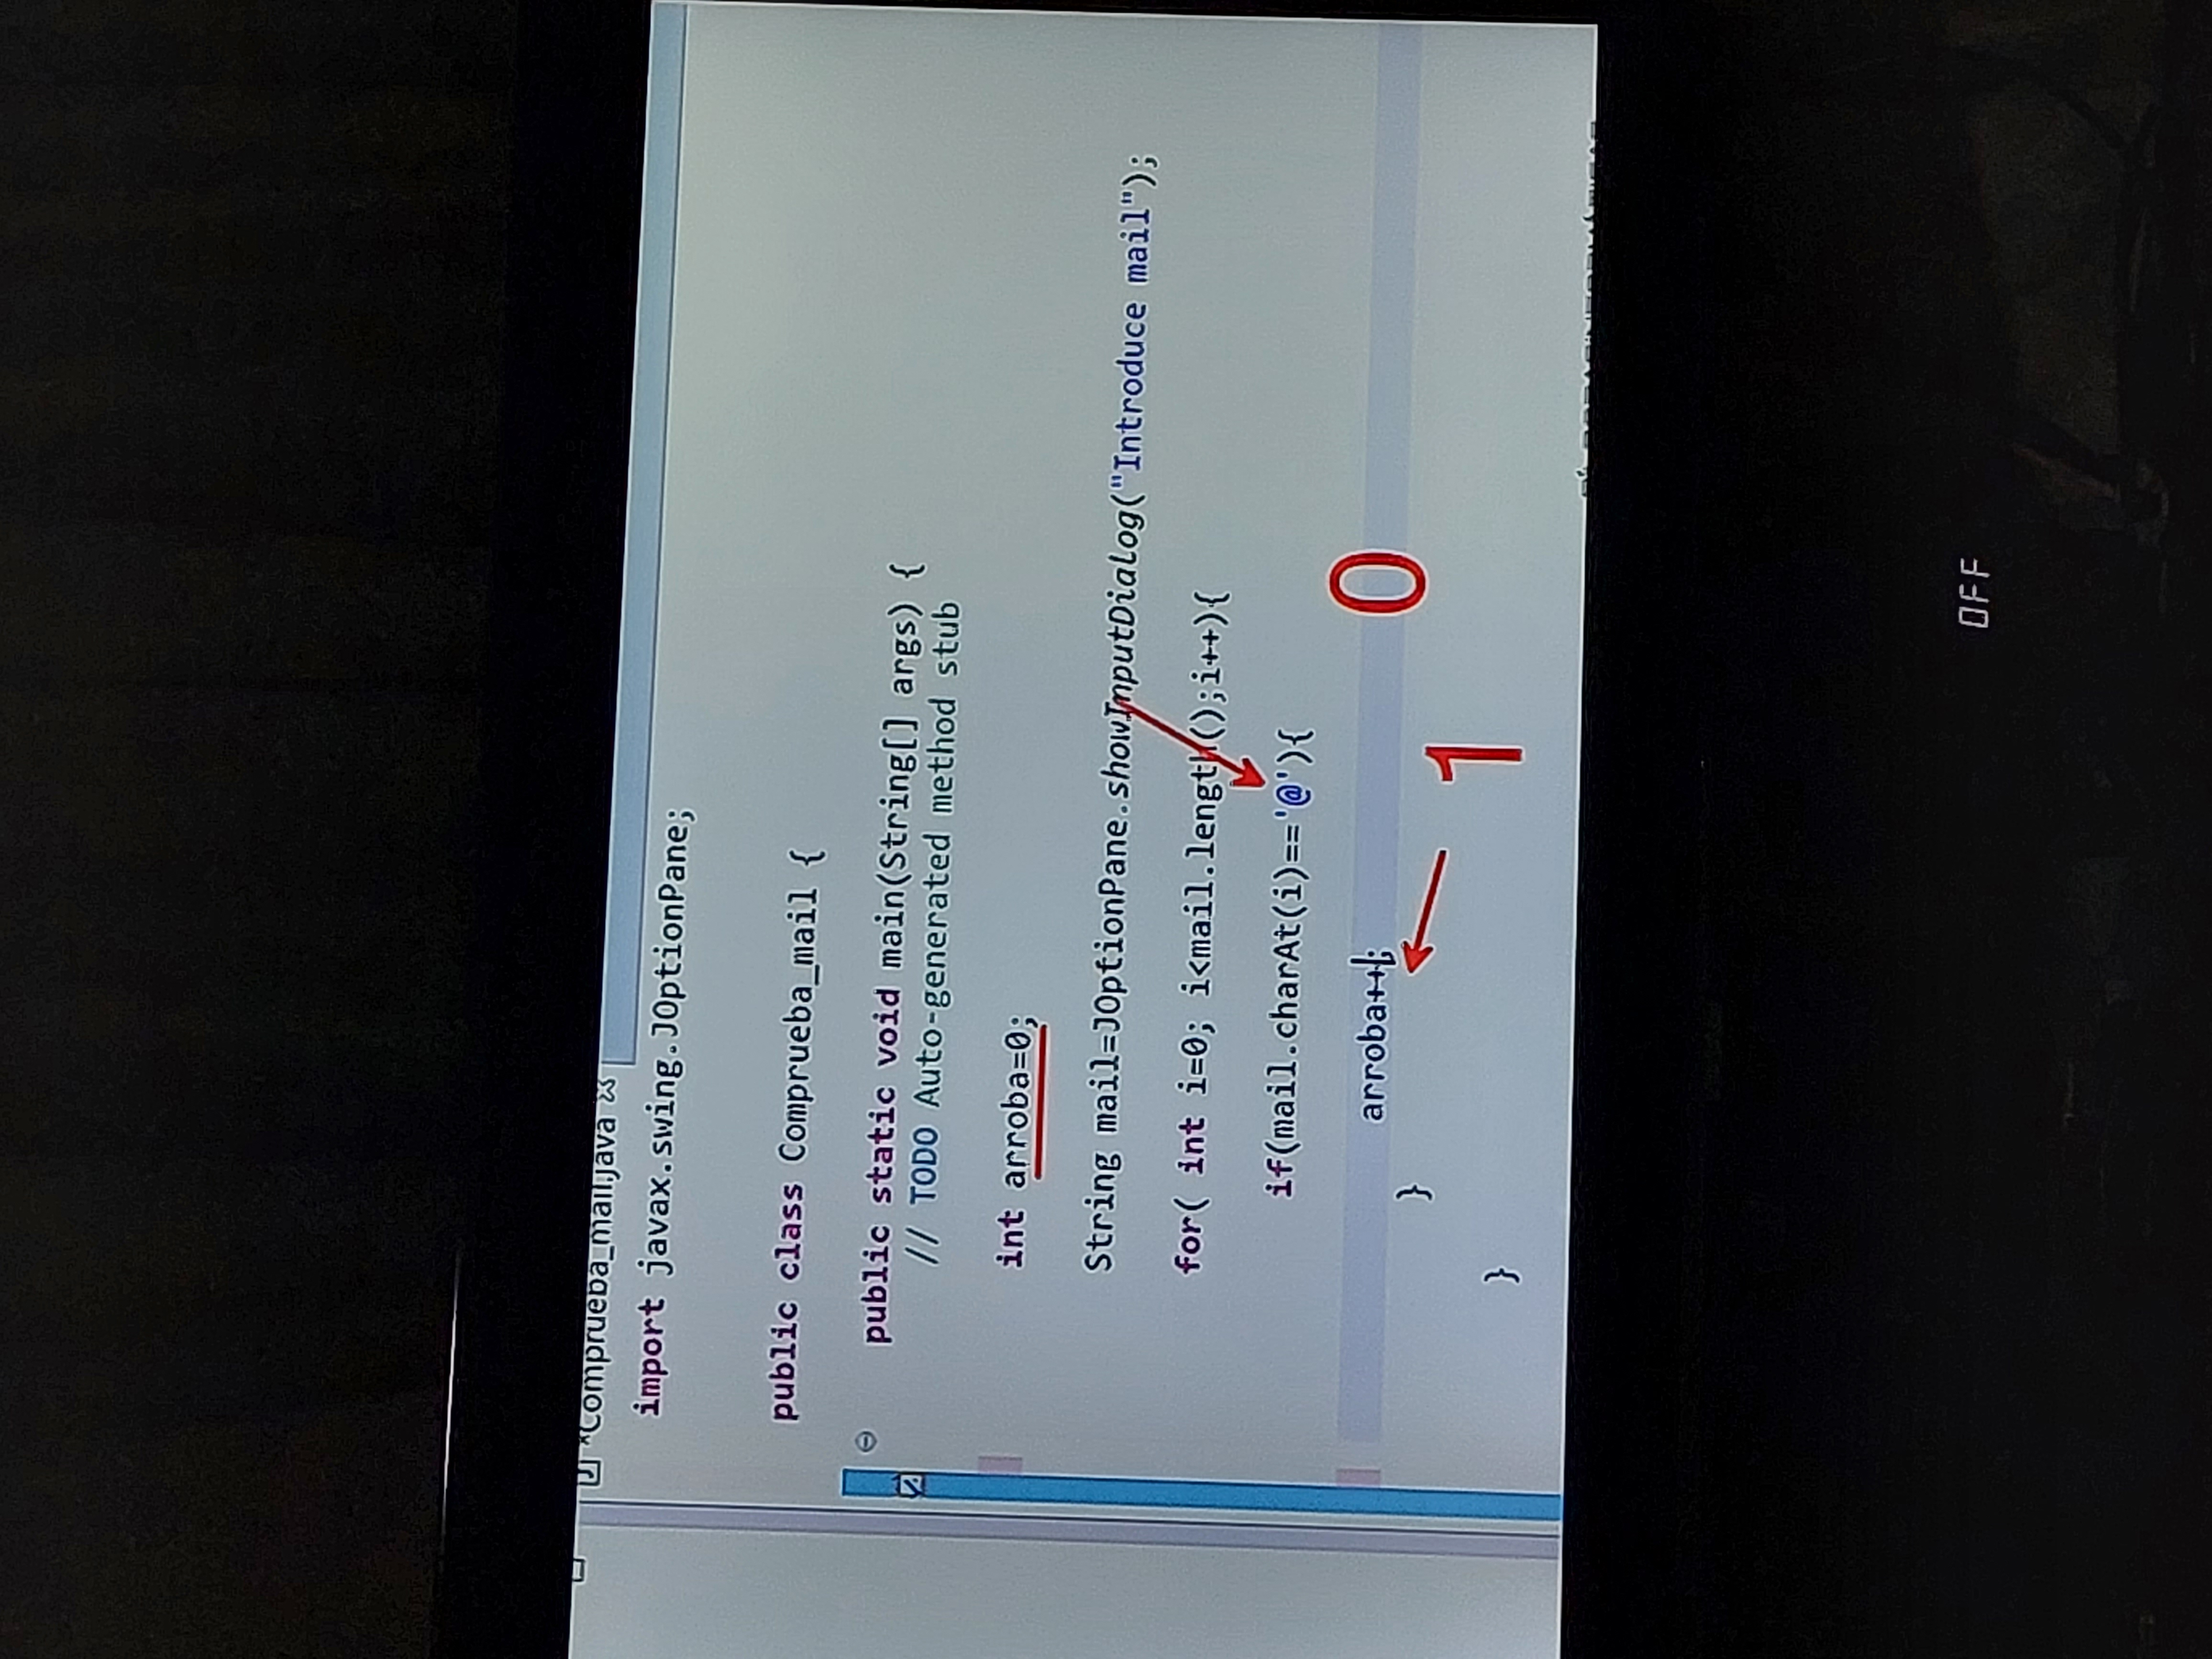 *Comprueba_mail.java
import javax.swing.JOptionPane;
public class Comprueba_mail {
public static void main(String[] args) {
// TODO Auto-generated method stub
int arroba=0;
String mail=JOptionPane.showInputDialog("Introduce mail");
for( int i=0; i<mail.length();i++){
if(mail.charAt(i)=='@'){
arroba++;
0
}
1
}
OFF